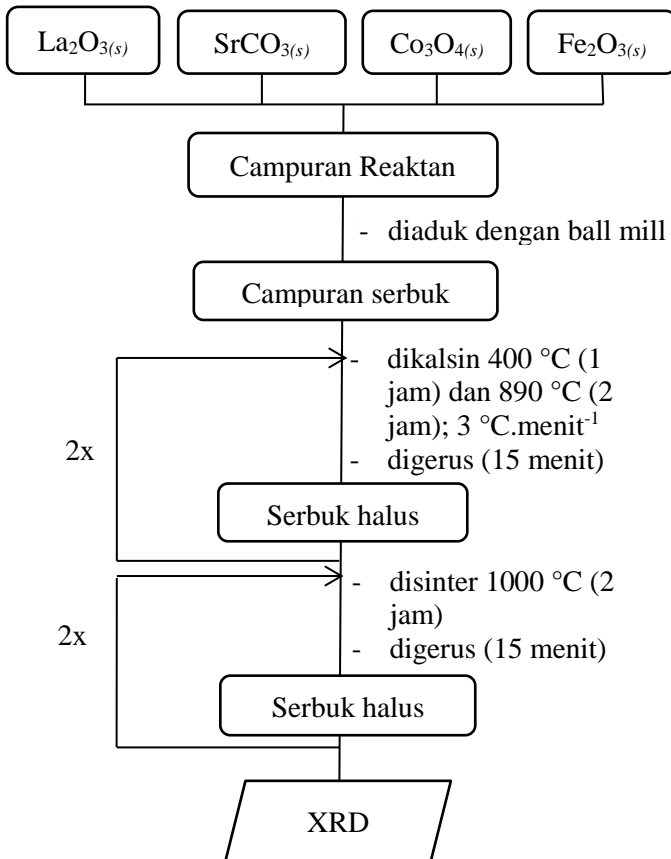 La₂O₃(s) SrCO₃(s) Co₃O₄(s) Fe₂O₃(s)
Campuran Reaktan
- diaduk dengan ball mill
Campuran serbuk
- dikalsin 400 °C (1
jam) dan 890 °C (2
jam); 3 °C.menit⁻¹
2x
- digerus (15 menit)
Serbuk halus
- disinter 1000 °C (2
jam)
2x
- digerus (15 menit)
Serbuk halus
XRD